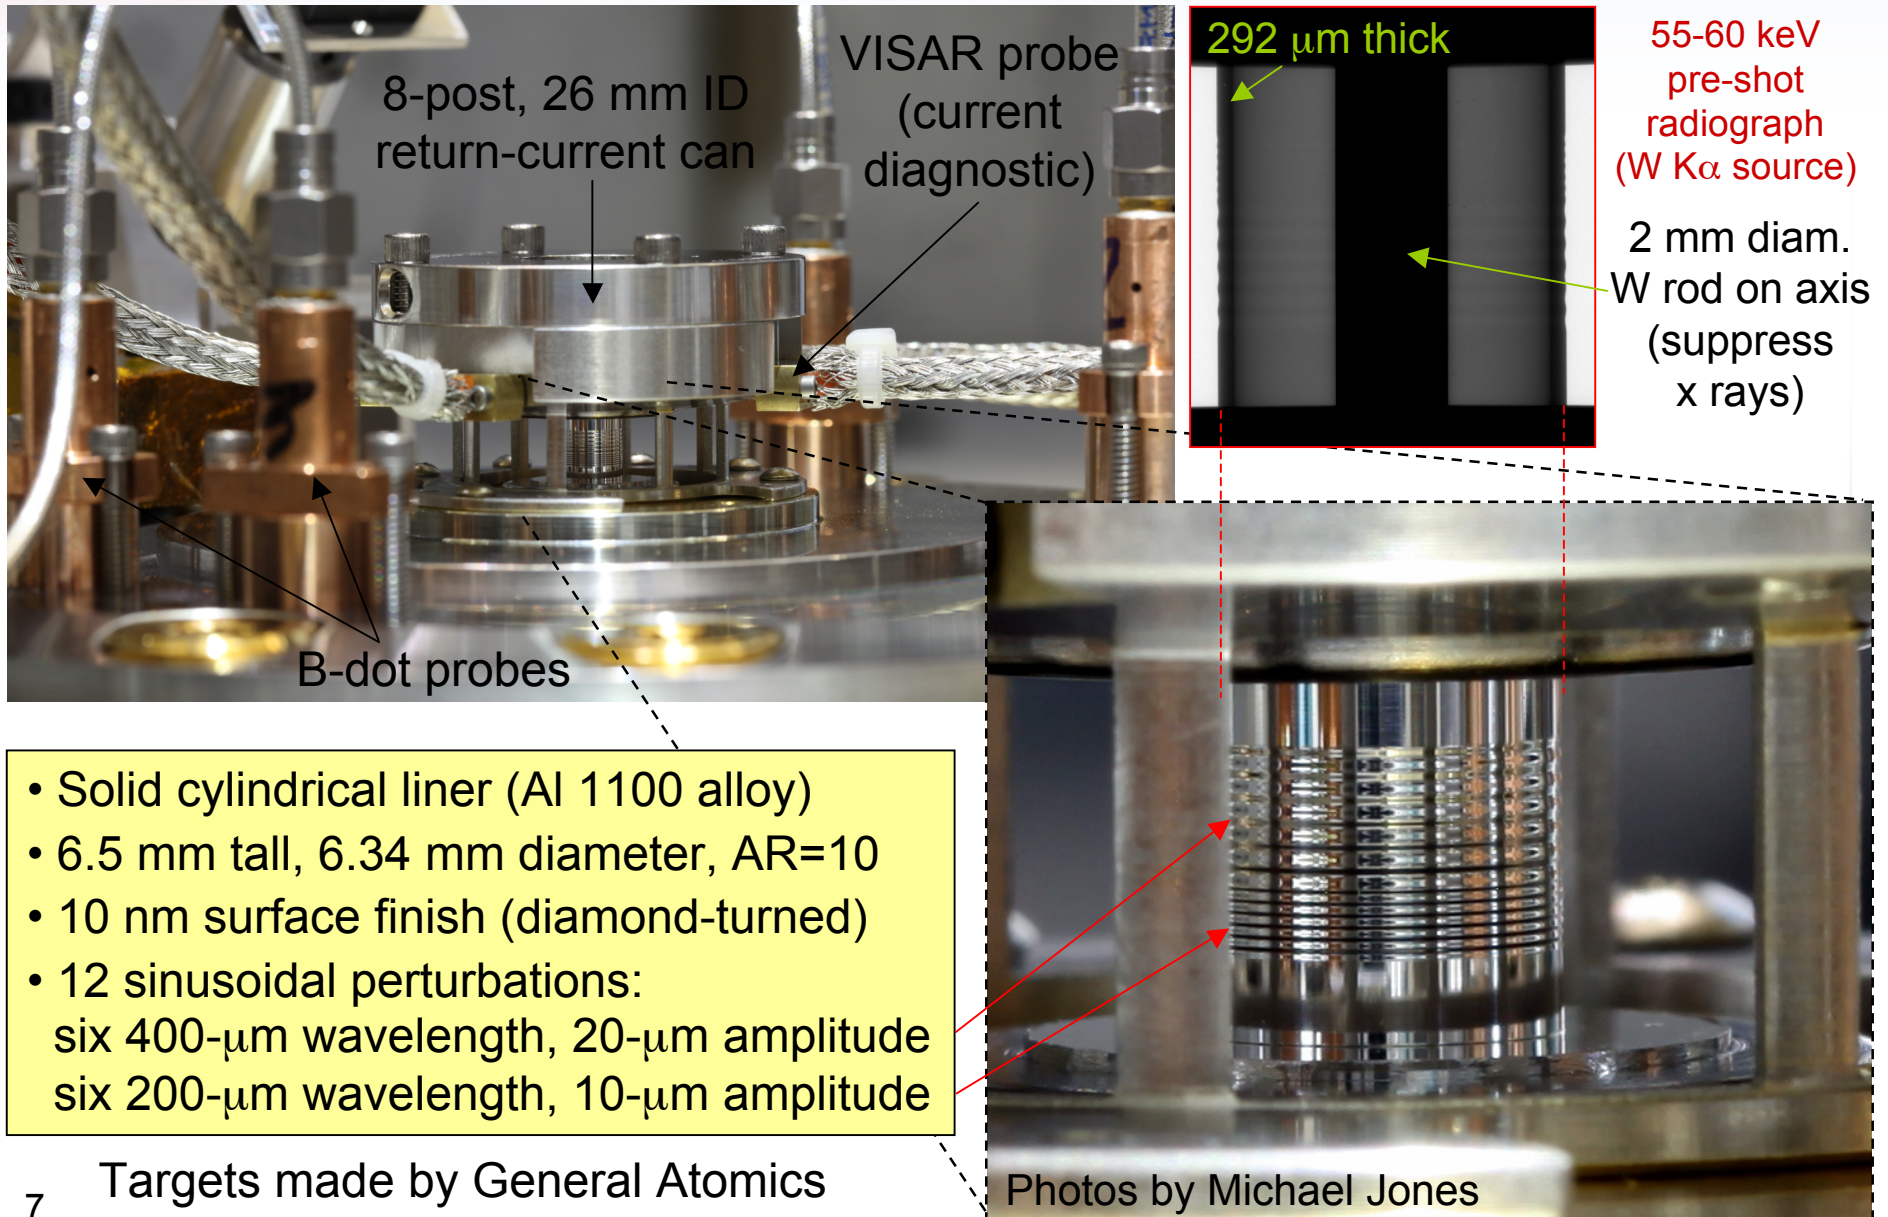 8-post, 26 mm ID
return-current can
VISAR probe
(current
diagnostic)
B-dot probes
292 μm thick
55-60 keV
pre-shot
radiograph
(W Kα source)
2 mm diam.
W rod on axis
(suppress
x rays)
• Solid cylindrical liner (Al 1100 alloy)
• 6.5 mm tall, 6.34 mm diameter, AR=10
• 10 nm surface finish (diamond-turned)
• 12 sinusoidal perturbations:
six 400-μm wavelength, 20-μm amplitude
six 200-μm wavelength, 10-μm amplitude
Targets made by General Atomics
Photos by Michael Jones
7